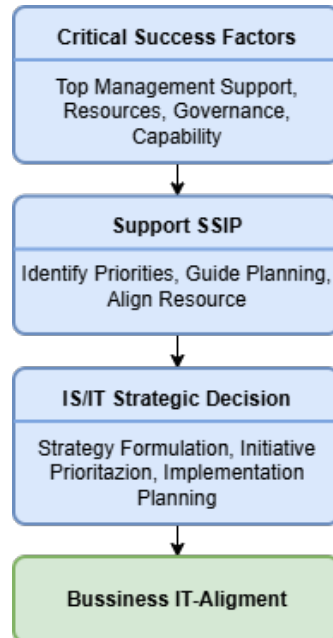 Critical Success Factors
Top Management Support,
Resources, Governance,
Capability
Support SSIP
Identify Priorities, Guide Planning,
Align Resource
IS/IT Strategic Decision
Strategy Formulation, Initiative
Prioritazion, Implementation
Planning
Bussiness IT-Aligment